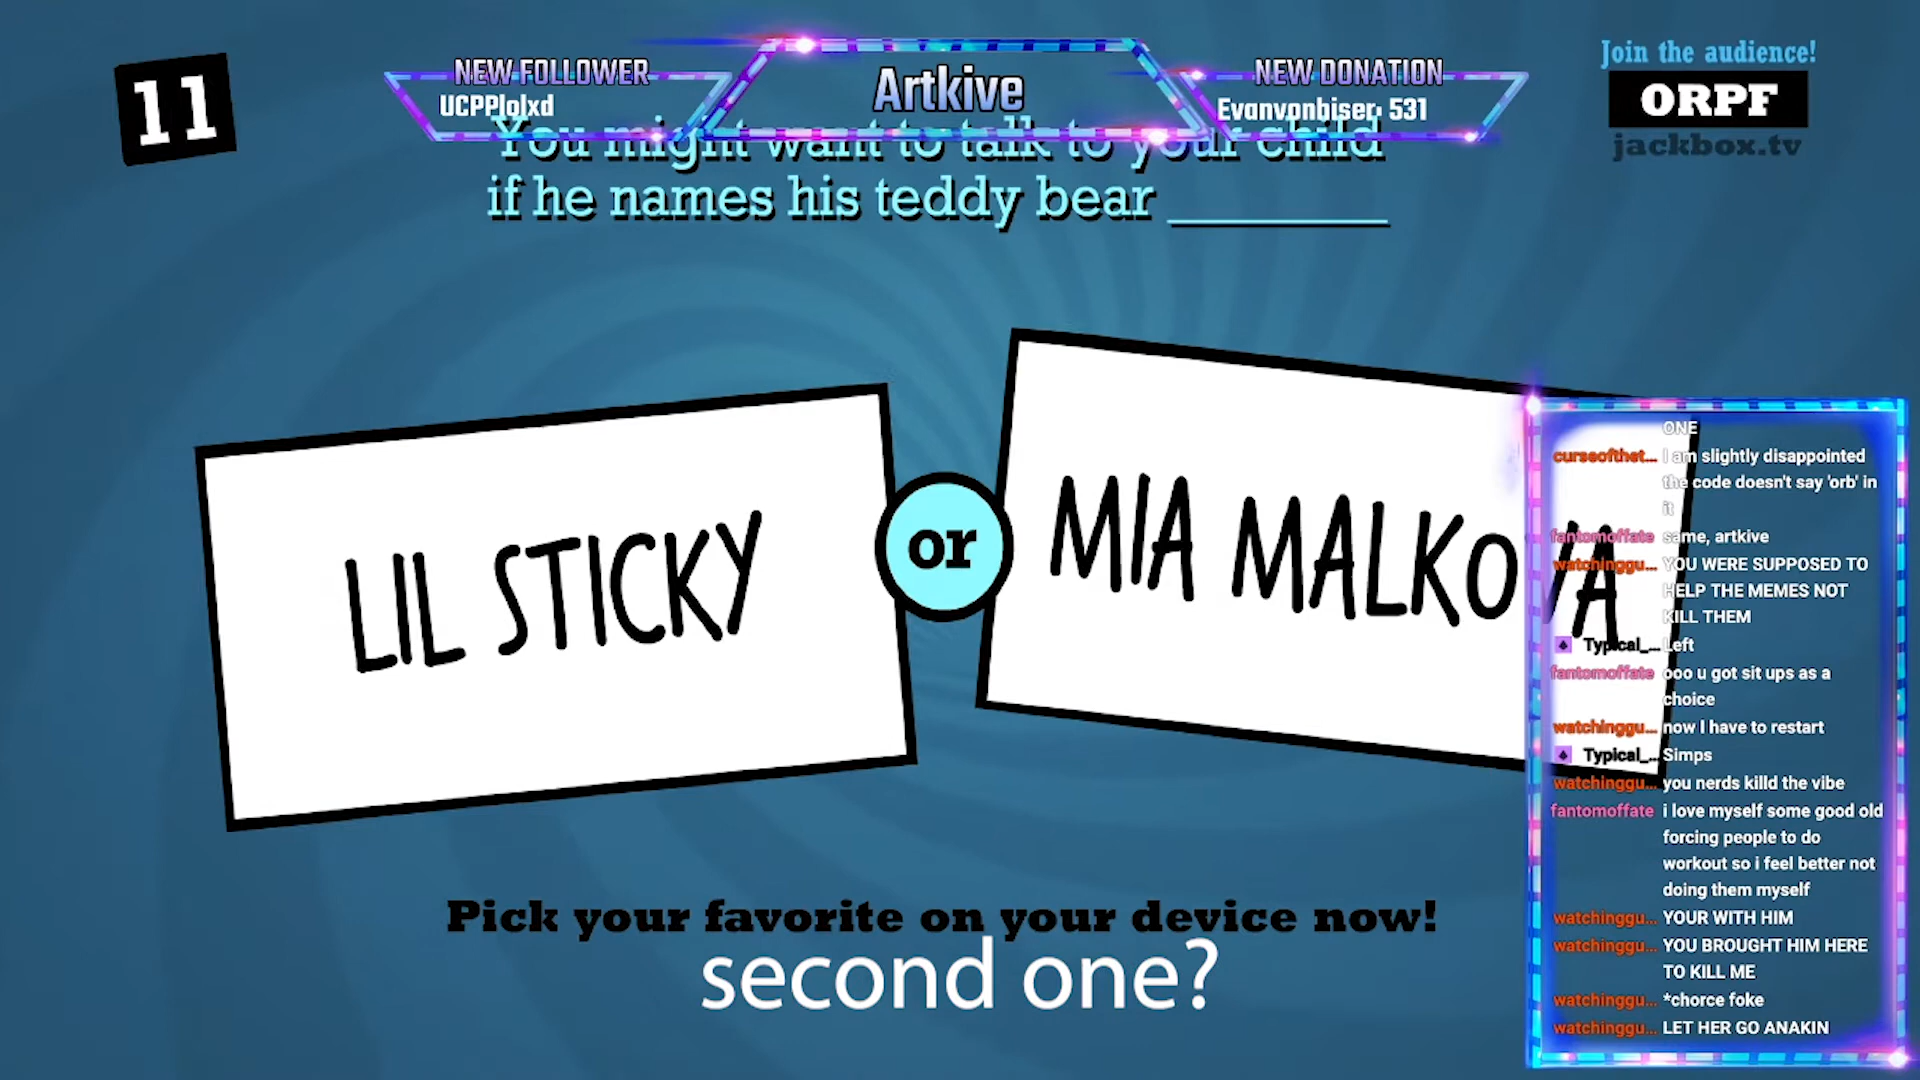 11
NEW FOLLOWER
UCPPlolxd
Artkive
NEW DONATION
Evanvonbiser: 531
Join the audience!
ORPF
jackbox.tv
You might want to talk to your child
if he names his teddy bear ________
LIL STICKY
or
MIA MALKOVA
Pick your favorite on your device now!
second one?
ONE
curseofthet... I am slightly disappointed
the code doesn't say 'orb' in
it
fantomoffate same, artkive
watchinggu... YOU WERE SUPPOSED TO
HELP THE MEMES NOT
KILL THEM
Typical_... Left
fantomoffate ooo u got sit ups as a
choice
watchinggu... now I have to restart
Typical_... Simps
watchinggu... you nerds killd the vibe
fantomoffate i love myself some good old
forcing people to do
workout so i feel better not
doing them myself
watchinggu... YOUR WITH HIM
watchinggu... YOU BROUGHT HIM HERE
TO KILL ME
watchinggu... *chorce foke
watchinggu... LET HER GO ANAKIN